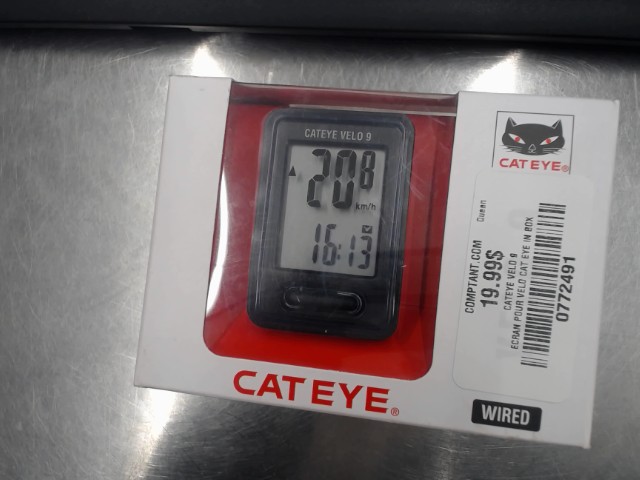 CATEYE VELO 9
20.8
km/h
16:13
CATEYE®
CATEYE®
WIRED
COMPTANT.COM
Queen
19.99$
CATEYE VELO 9
ECRAN POUR VELO CAT EYE IN BOX
0772491